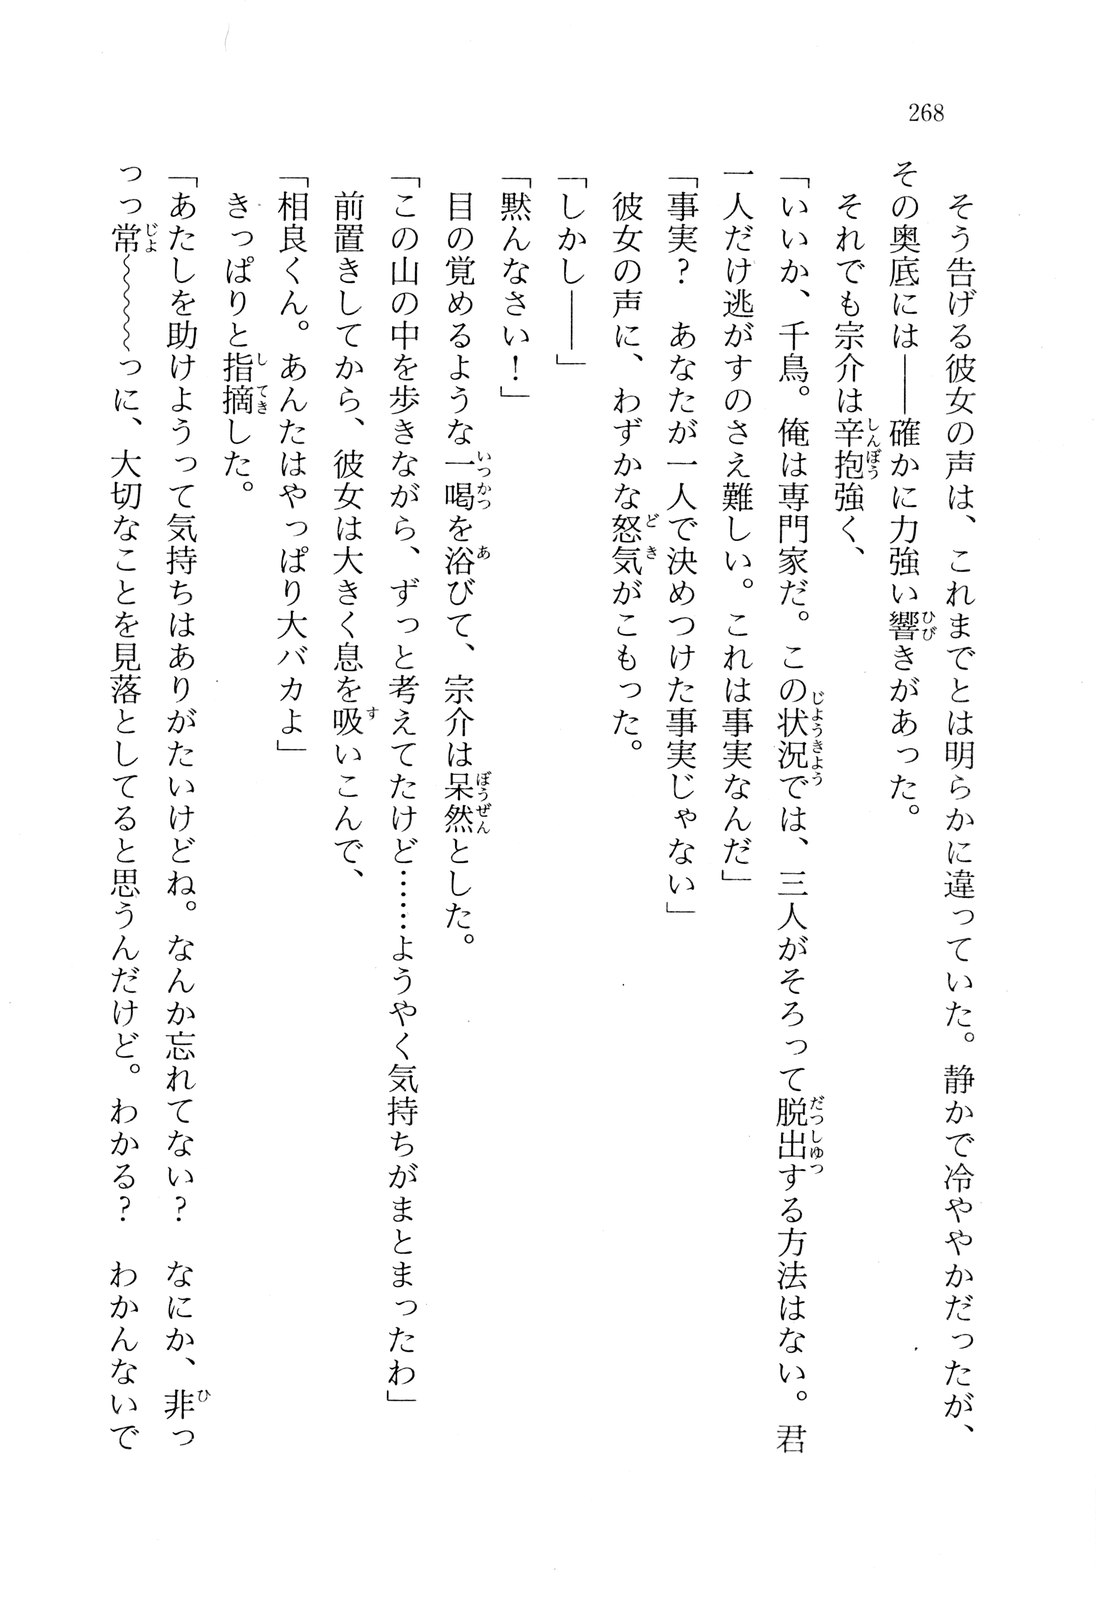 268
　そう告げる彼女の声は、これまでとは明らかに違っていた。静かで冷ややかだったが、
その奥底には――確かに力強い響きがあった。
　それでも宗介は辛抱強く、
「いいか、千鳥。俺は専門家だ。この状況では、三人がそろって脱出する方法はない。君
一人だけ逃がすのさえ難しい。これは事実なんだ」
「事実？　あなたが一人で決めつけた事実じゃない」
　彼女の声に、わずかな怒気がこもった。
「しかし――」
「黙んなさい！」
　目の覚めるような一喝を浴びて、宗介は呆然とした。
「この山の中を歩きながら、ずっと考えてたけど……ようやく気持ちがまとまったわ」
　前置きしてから、彼女は大きく息を吸いこんで、
「相良くん。あんたはやっぱり大バカよ」
　きっぱりと指摘した。
「あたしを助けようって気持ちはありがたいけどね。なんか忘れてない？　なにか、非っ
っっ常～～～～っに、大切なことを見落としてると思うんだけど。わかる？　わかんないで